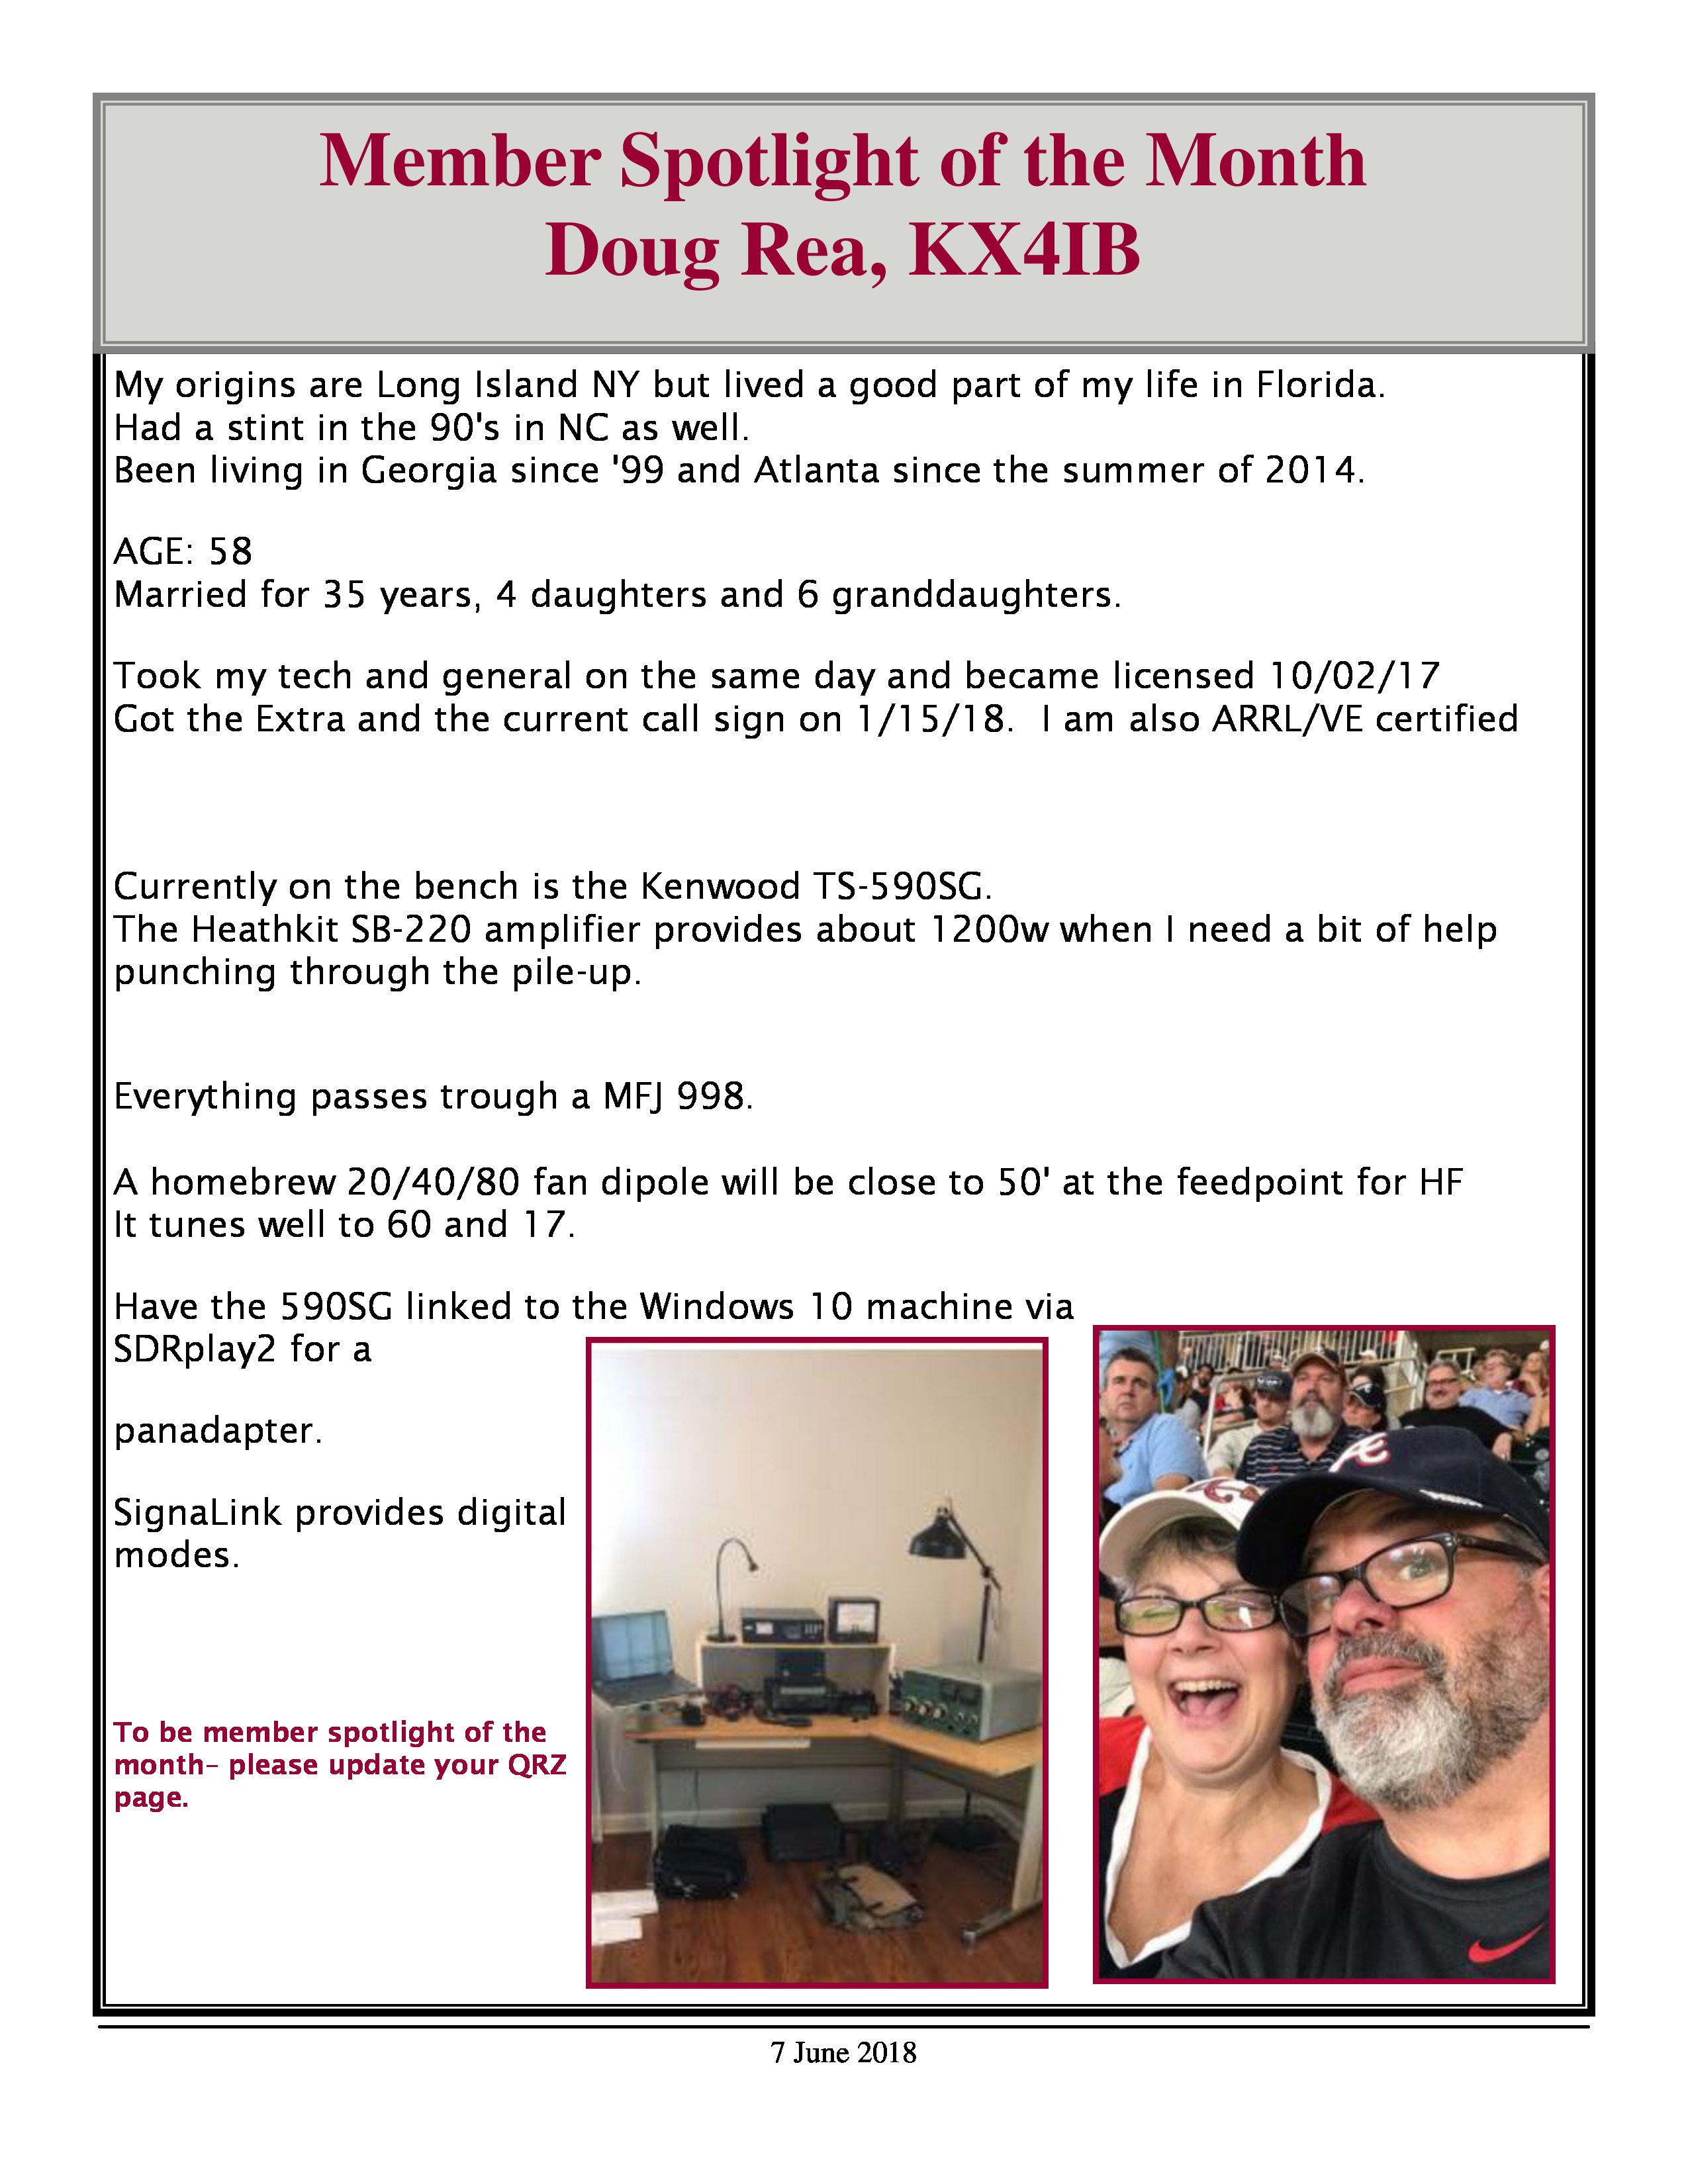 Member Spotlight of the Month
Doug Rea, KX4IB
My origins are Long Island NY but lived a good part of my life in Florida.
Had a stint in the 90's in NC as well.
Been living in Georgia since '99 and Atlanta since the summer of 2014.
AGE: 58
Married for 35 years, 4 daughters and 6 granddaughters.
Took my tech and general on the same day and became licensed 10/02/17
Got the Extra and the current call sign on 1/15/18.  I am also ARRL/VE certified
Currently on the bench is the Kenwood TS-590SG.
The Heathkit SB-220 amplifier provides about 1200w when I need a bit of help
punching through the pile-up.
Everything passes trough a MFJ 998.
A homebrew 20/40/80 fan dipole will be close to 50' at the feedpoint for HF
It tunes well to 60 and 17.
Have the 590SG linked to the Windows 10 machine via
SDRplay2 for a
panadapter.
SignaLink provides digital
modes.
To be member spotlight of the
month– please update your QRZ
page.
7 June 2018